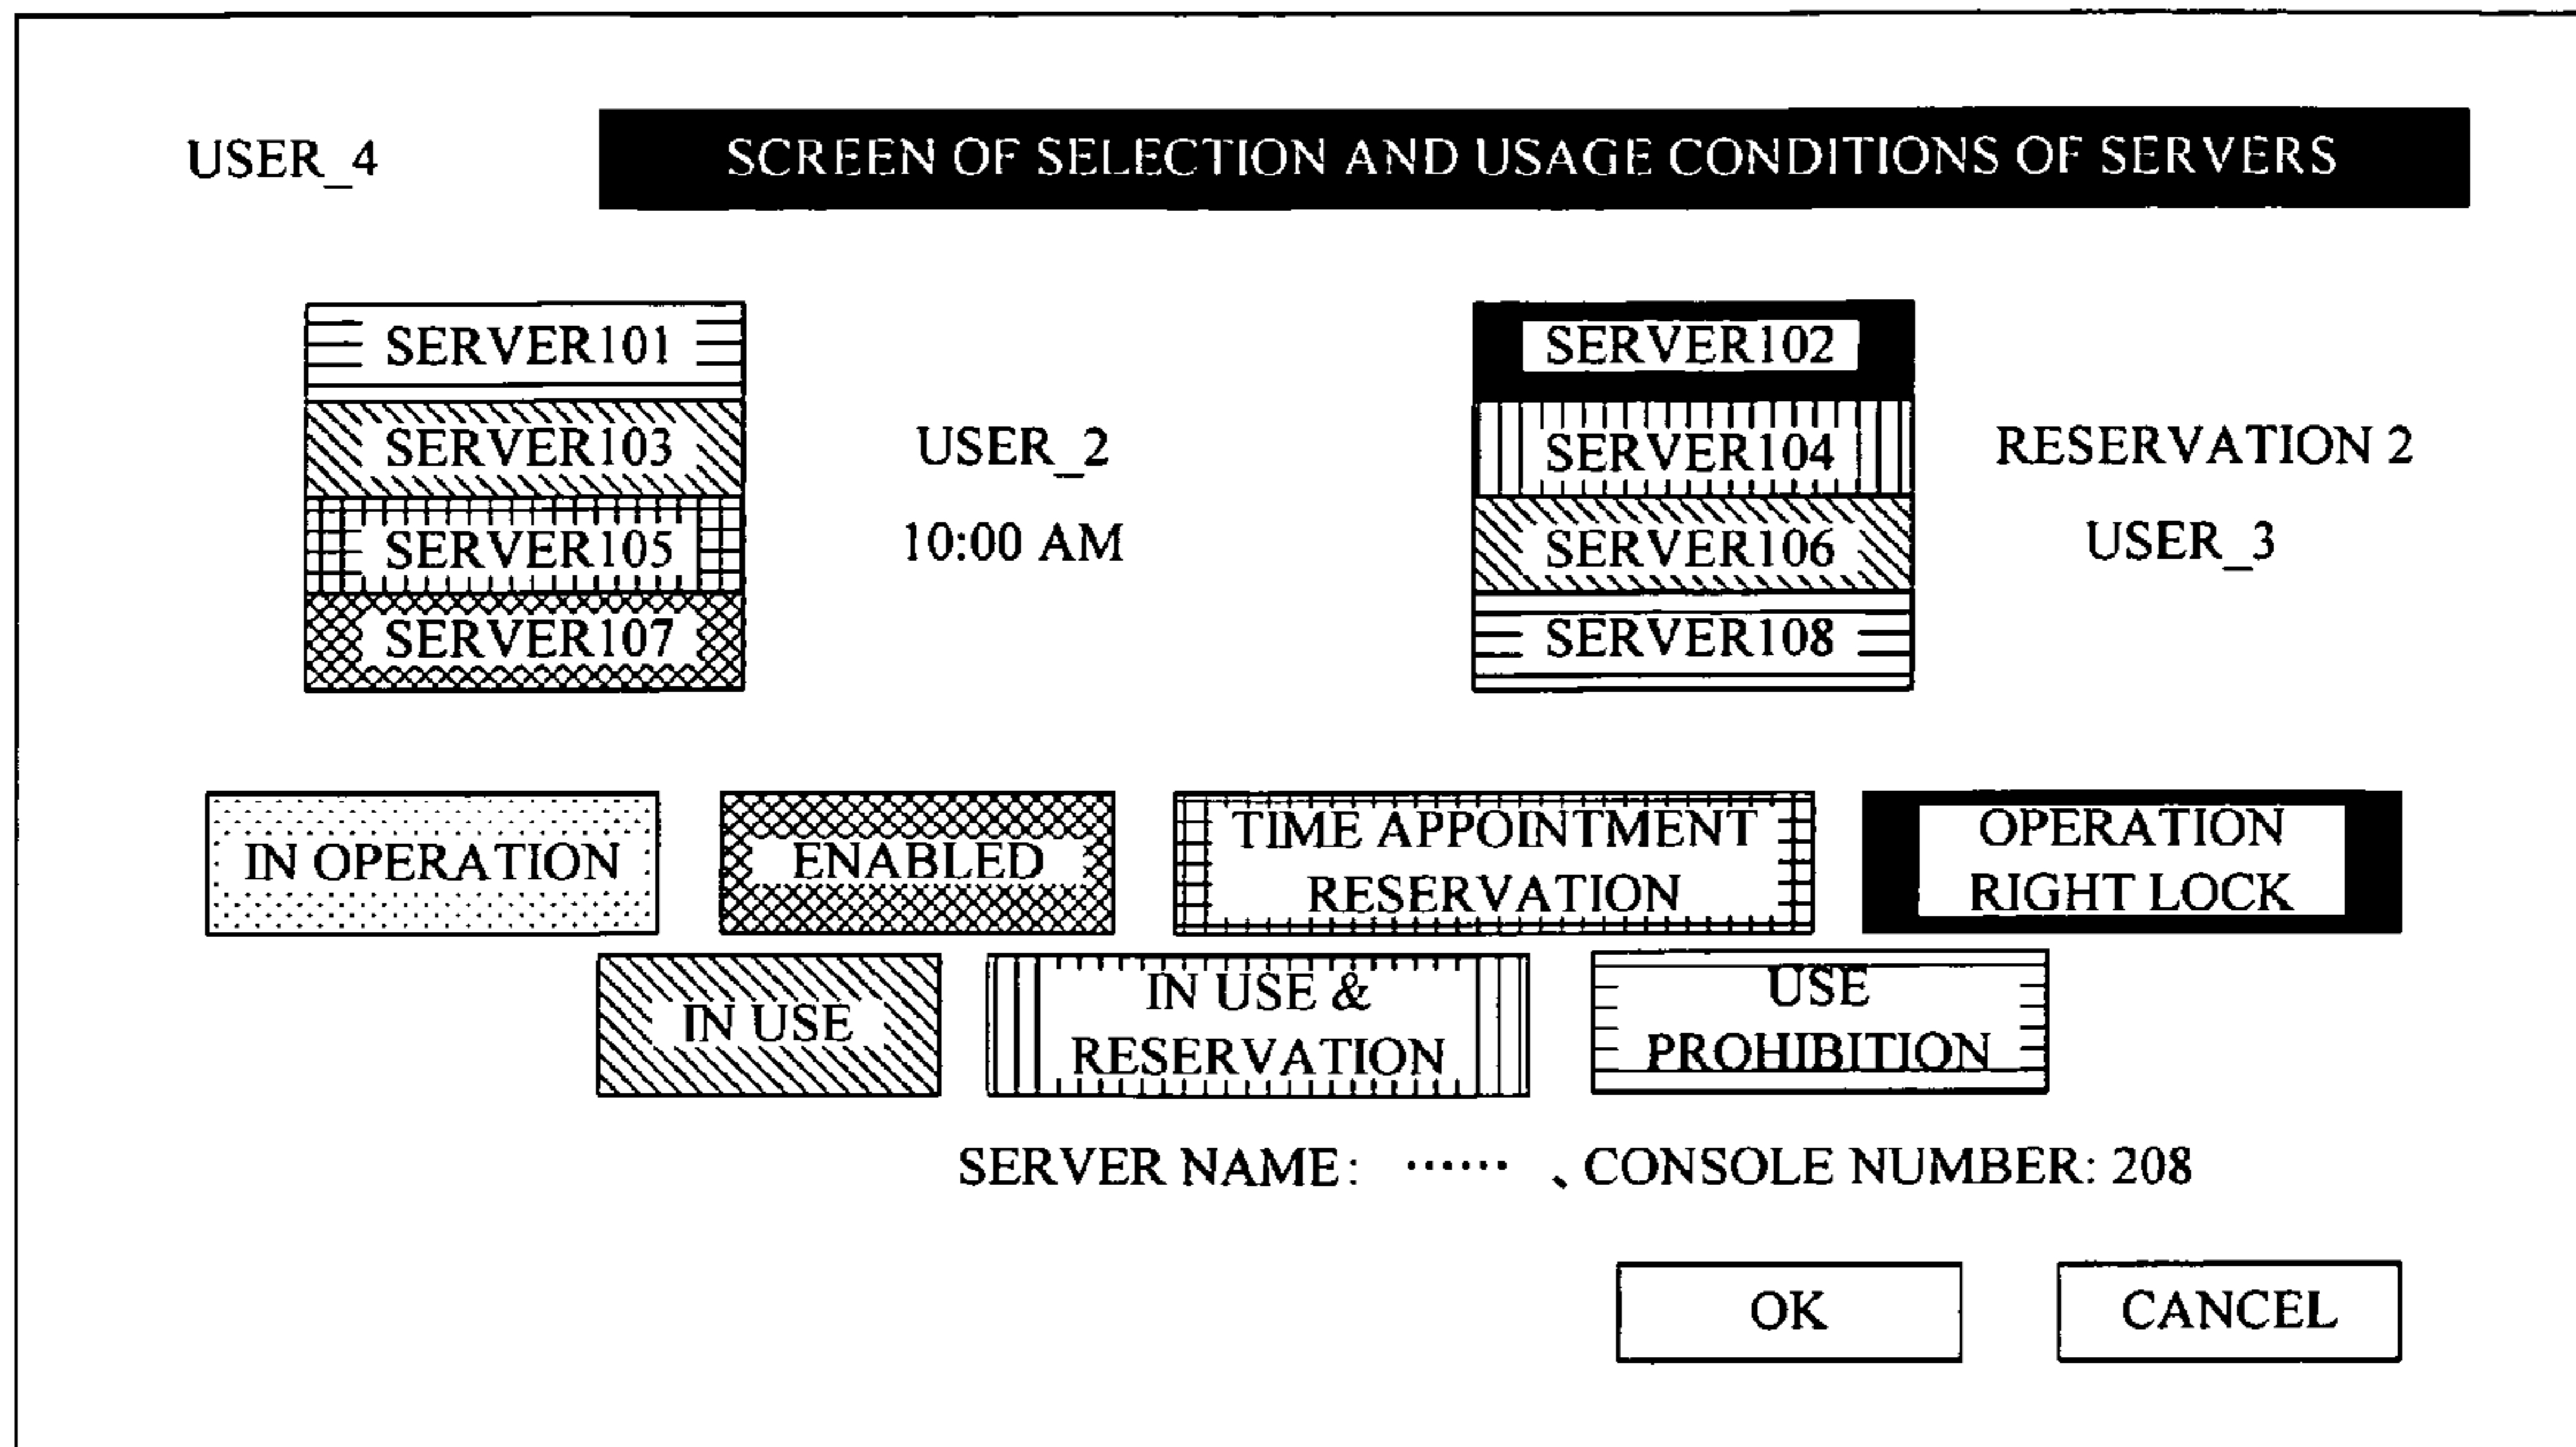 USER_4 SCREEN OF SELECTION AND USAGE CONDITIONS OF SERVERS
SERVER101 SERVER102
SERVER103 USER_2 SERVER104 RESERVATION 2
SERVER105 10:00 AM SERVER106 USER_3
SERVER107 SERVER108
IN OPERATION
ENABLED
TIME APPOINTMENT
RESERVATION
OPERATION
RIGHT LOCK
IN USE
IN USE &
RESERVATION
USE
PROHIBITION
SERVER NAME: ······ 、CONSOLE NUMBER: 208
OK CANCEL